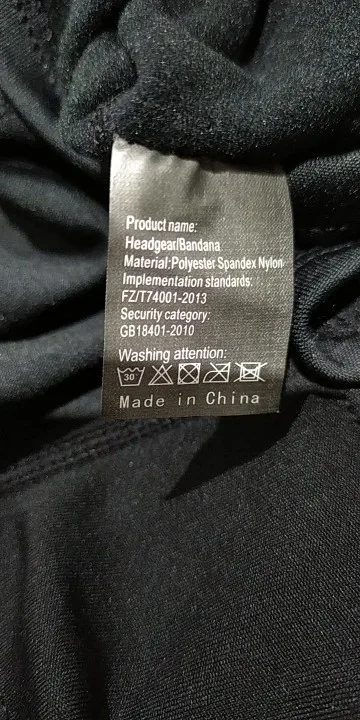 Product name:
Headgear/Bandana
Material:Polyester Spandex Nylon
Implementation standards:
FZ/T74001-2013
Security category:
GB18401-2010
Washing attention:
30°
Made in China